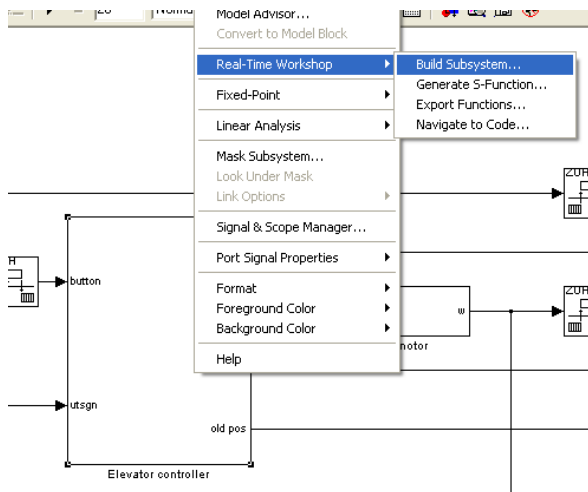 20
Model Advisor...
Convert to Model Block
Real-Time Workshop
Build Subsystem...
Generate S-Function...
Export Functions...
Navigate to Code...
Fixed-Point
Linear Analysis
Mask Subsystem...
Look Under Mask
Link Options
Signal & Scope Manager...
Port Signal Properties
Format
Foreground Color
Background Color
Help
button
utsgn
old pos
w
Elevator controller